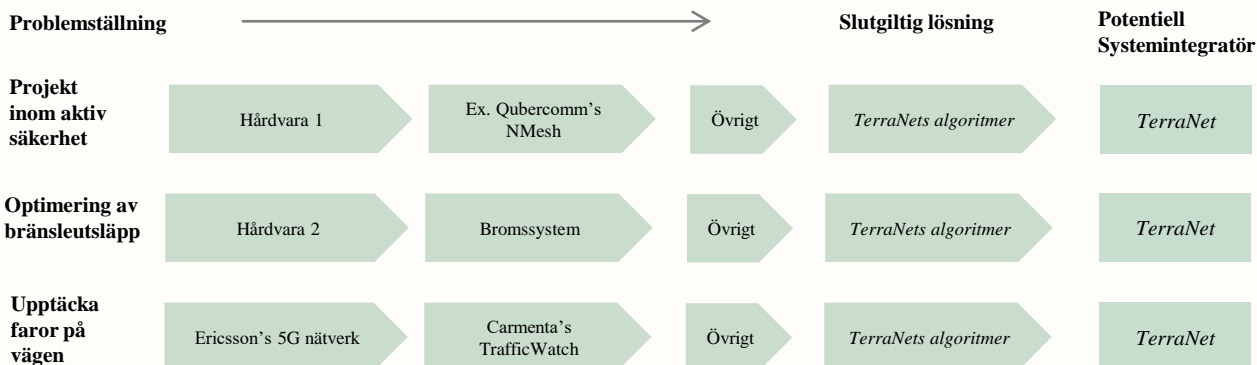 Problemställning
Slutgiltig lösning
Potentiell
Systemintegratör
Projekt
inom aktiv
säkerhet
Hårdvara 1
Ex. Qubercomm's
NMesh
Övrigt
TerraNets algoritmer
TerraNet
Optimering av
bränsleutsläpp
Hårdvara 2
Bromssystem
Övrigt
TerraNets algoritmer
TerraNet
Upptäcka
faror på
vägen
Ericsson's 5G nätverk
Carmenta's
TrafficWatch
Övrigt
TerraNets algoritmer
TerraNet